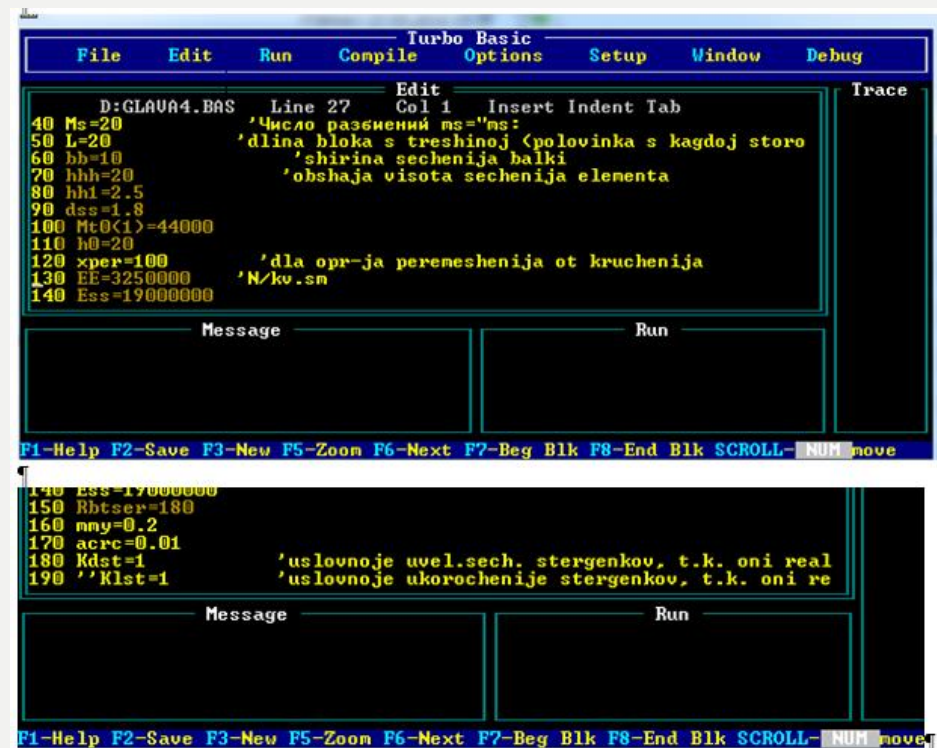 Turbo Basic
File Edit Run Compile Options Setup Window Debug
Edit
Trace
D:GLAVA4.BAS Line 27 Col 1 Insert Indent Tab
40 Ms=20 'Число разбиений ms="ms:
50 L=20 'dlina bloka s treshinoj (polovinka s kagdoj storo
60 bb=10 'shirina sechenija balki
70 hhh=20 'obshaja visota sechenija elementa
80 hh1=2.5
90 dss=1.8
100 Mt0(1)=44000
110 h0=20
120 xper=100 'dla opr-ja peremeshenija ot kruchenija
130 EE=3250000 'N/kv.sm
140 Ess=19000000
Message
Run
F1-Help F2-Save F3-New F5-Zoom F6-Next F7-Beg Blk F8-End Blk SCROLL- NUM move
¶
140 Ess=19000000
150 Rbtser=180
160 mmy=0.2
170 acrc=0.01
180 Kdst=1 'uslovnoje uvel.sech. stergenkov, t.k. oni real
190 ''Klst=1 'uslovnoje ukorochenije stergenkov, t.k. oni re
Message
Run
F1-Help F2-Save F3-New F5-Zoom F6-Next F7-Beg Blk F8-End Blk SCROLL- NUM move¶